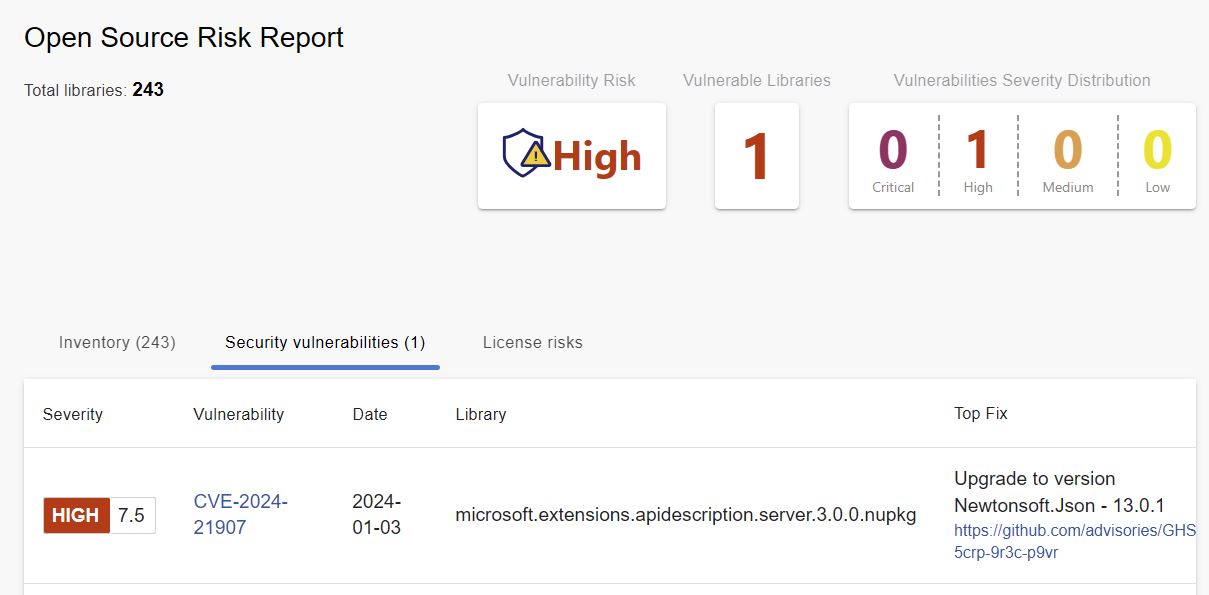 Open Source Risk Report
Total libraries: 243
Vulnerability Risk
High
Vulnerable Libraries
1
Vulnerabilities Severity Distribution
0 1 0 0
Critical High Medium Low
Inventory (243) Security vulnerabilities (1) License risks
Severity Vulnerability Date Library Top Fix
HIGH 7.5
CVE-2024-
21907
2024-
01-03
microsoft.extensions.apidescription.server.3.0.0.nupkg
Upgrade to version
Newtonsoft.Json - 13.0.1
https://github.com/advisories/GHS
5crp-9r3c-p9vr